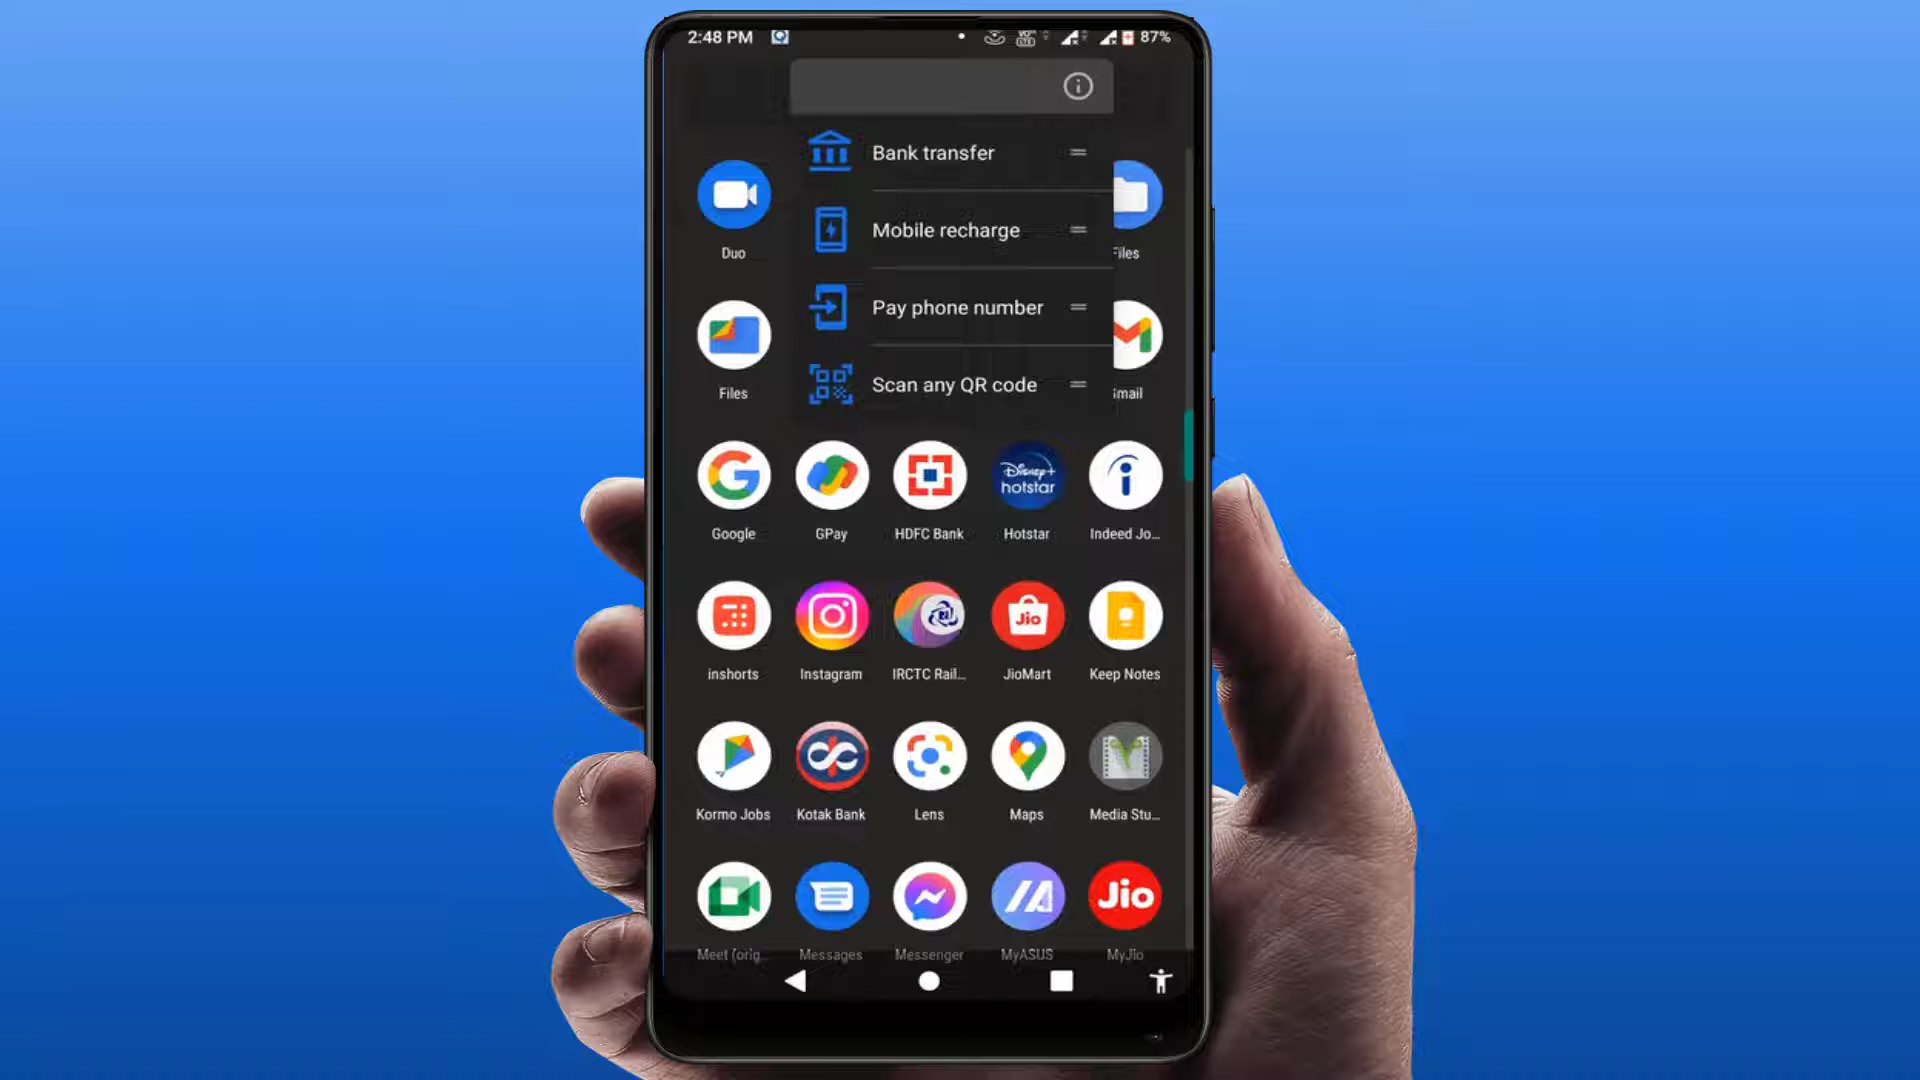 2:48 PM
87%
Bank transfer
Duo
Mobile recharge
Files
Pay phone number
Files
Scan any QR code
Gmail
Disney+
hotstar
Google
GPay
HDFC Bank
Hotstar
Indeed Jo...
Jio
inshorts
Instagram
IRCTC Rail...
JioMart
Keep Notes
Kormo Jobs
Kotak Bank
Lens
Maps
Media Stu...
Jio
Meet (orig
Messages
Messenger
MyASUS
MyJio